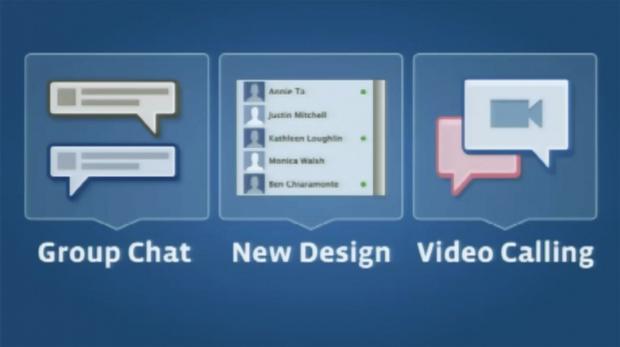 Annie Ta
Justin Mitchell
Kathleen Loughlin
Monica Walsh
Ben Chiaramonte
Group Chat
New Design
Video Calling